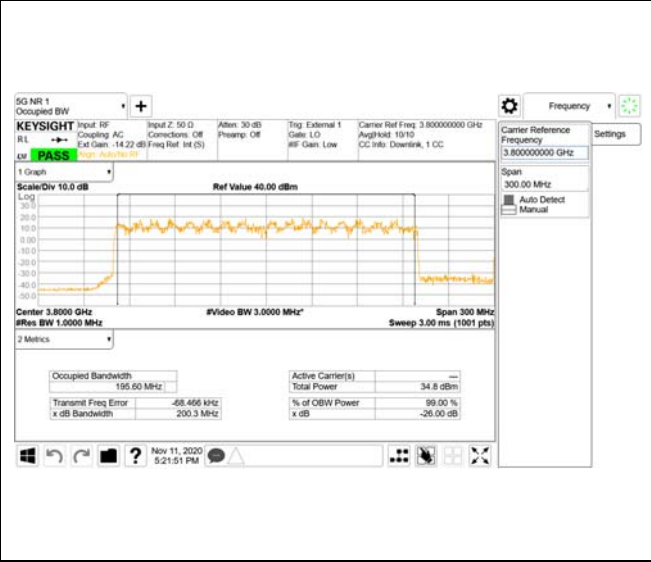 5G NR 1
Occupied BW
Frequency
KEYSIGHT
Input: RF
Input Z: 50 Ω
Atten: 30 dB
Trig: External 1
Carrier Ref Freq: 3.800000000 GHz
R L
Coupling: AC
Corrections: Off
Preamp: Off
Gate: LO
Avg|Hold: 10/10
Ext Gain: -14.22 dB
Freq Ref: Int (S)
#IF Gain: Low
CC Info: Downlink, 1 CC
PASS
Align: Auto/No RF
Carrier Reference
Frequency
3.800000000 GHz
Settings
Span
300.00 MHz
Auto Detect
Manual
1 Graph
Scale/Div 10.0 dB
Ref Value 40.00 dBm
Log
30.0
20.0
10.0
0.00
-10.0
-20.0
-30.0
-40.0
-50.0
Center 3.8000 GHz
#Video BW 3.0000 MHz*
Span 300 MHz
#Res BW 1.0000 MHz
Sweep 3.00 ms (1001 pts)
2 Metrics
Occupied Bandwidth
195.60 MHz
Active Carrier(s)
—
Total Power
34.8 dBm
Transmit Freq Error
-68.466 kHz
% of OBW Power
99.00 %
x dB Bandwidth
200.3 MHz
x dB
-26.00 dB
?
Nov 11, 2020
5:21:51 PM